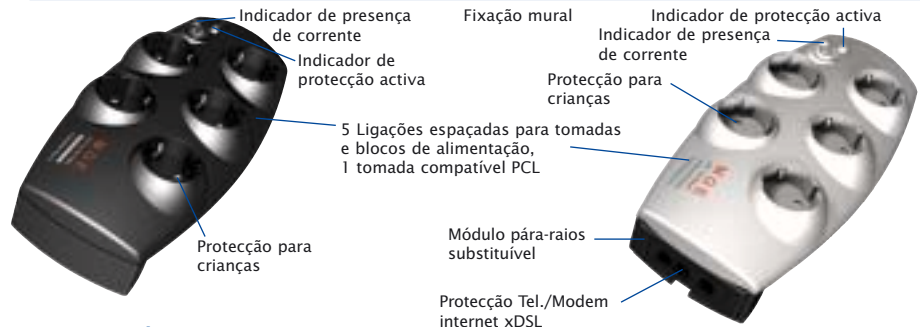 Indicador de presença
de corrente
Indicador de
protecção activa
Fixação mural
Indicador de protecção activa
Indicador de presença
de corrente
Protecção para
crianças
5 Ligações espaçadas para tomadas
e blocos de alimentação,
1 tomada compatível PCL
Protecção para
crianças
Módulo pára-raios
substituível
Protecção Tel./Modem
internet xDSL
MGE